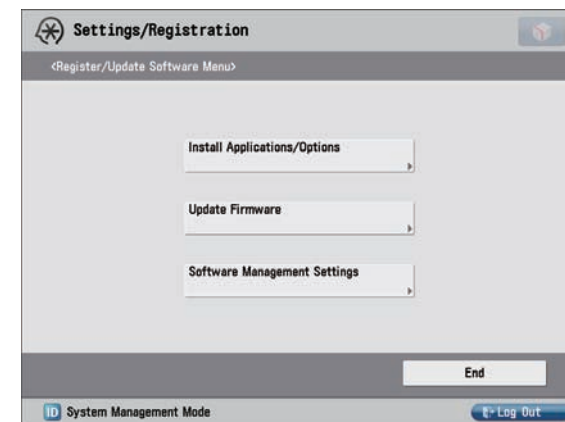 Settings/Registration
<Register/Update Software Menu>
Install Applications/Options
Update Firmware
Software Management Settings
End
ID System Management Mode
Log Out